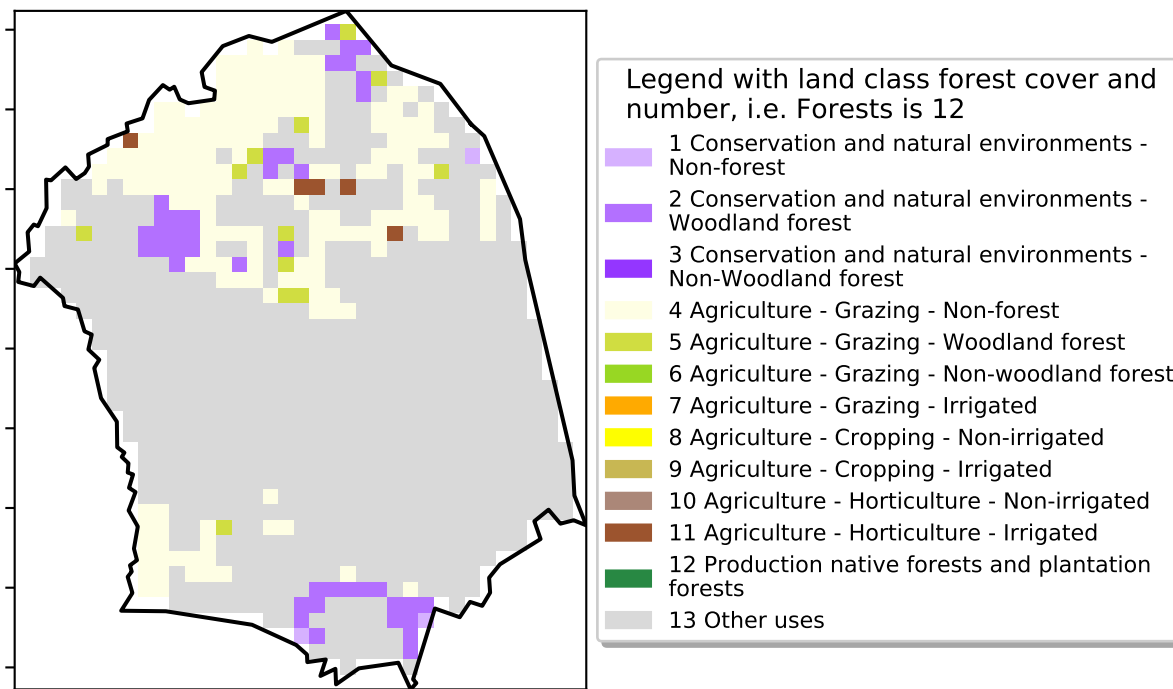 Legend with land class forest cover and
number, i.e. Forests is 12
1 Conservation and natural environments -
Non-forest
2 Conservation and natural environments -
Woodland forest
3 Conservation and natural environments -
Non-Woodland forest
4 Agriculture - Grazing - Non-forest
5 Agriculture - Grazing - Woodland forest
6 Agriculture - Grazing - Non-woodland forest
7 Agriculture - Grazing - Irrigated
8 Agriculture - Cropping - Non-irrigated
9 Agriculture - Cropping - Irrigated
10 Agriculture - Horticulture - Non-irrigated
11 Agriculture - Horticulture - Irrigated
12 Production native forests and plantation
forests
13 Other uses